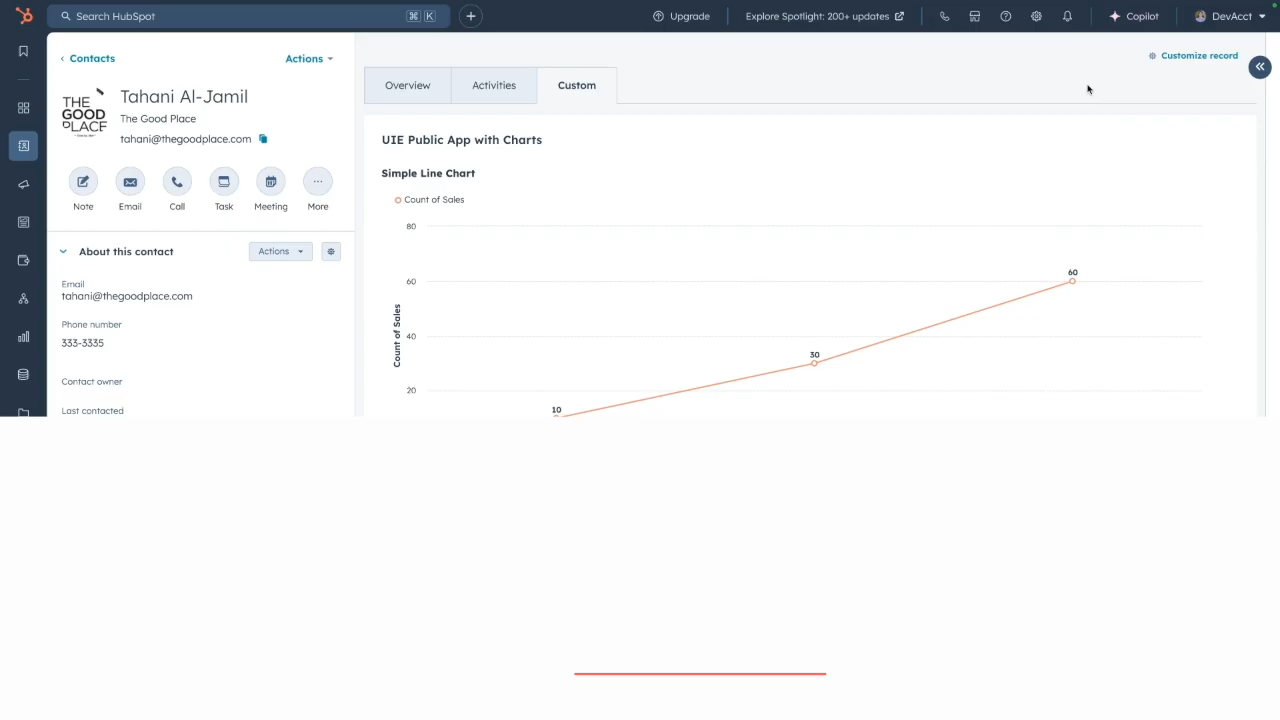 Search HubSpot
⌘ K
Upgrade
Explore Spotlight: 200+ updates
Copilot
DevAcct
Contacts
Actions
THE GOOD PLACE
Tahani Al-Jamil
The Good Place
tahani@thegoodplace.com
Note
Email
Call
Task
Meeting
More
About this contact
Actions
Email
tahani@thegoodplace.com
Phone number
333-3335
Contact owner
Last contacted
Customize record
Overview
Activities
Custom
UIE Public App with Charts
Simple Line Chart
Count of Sales
80
60
40
20
Count of Sales
10
30
60